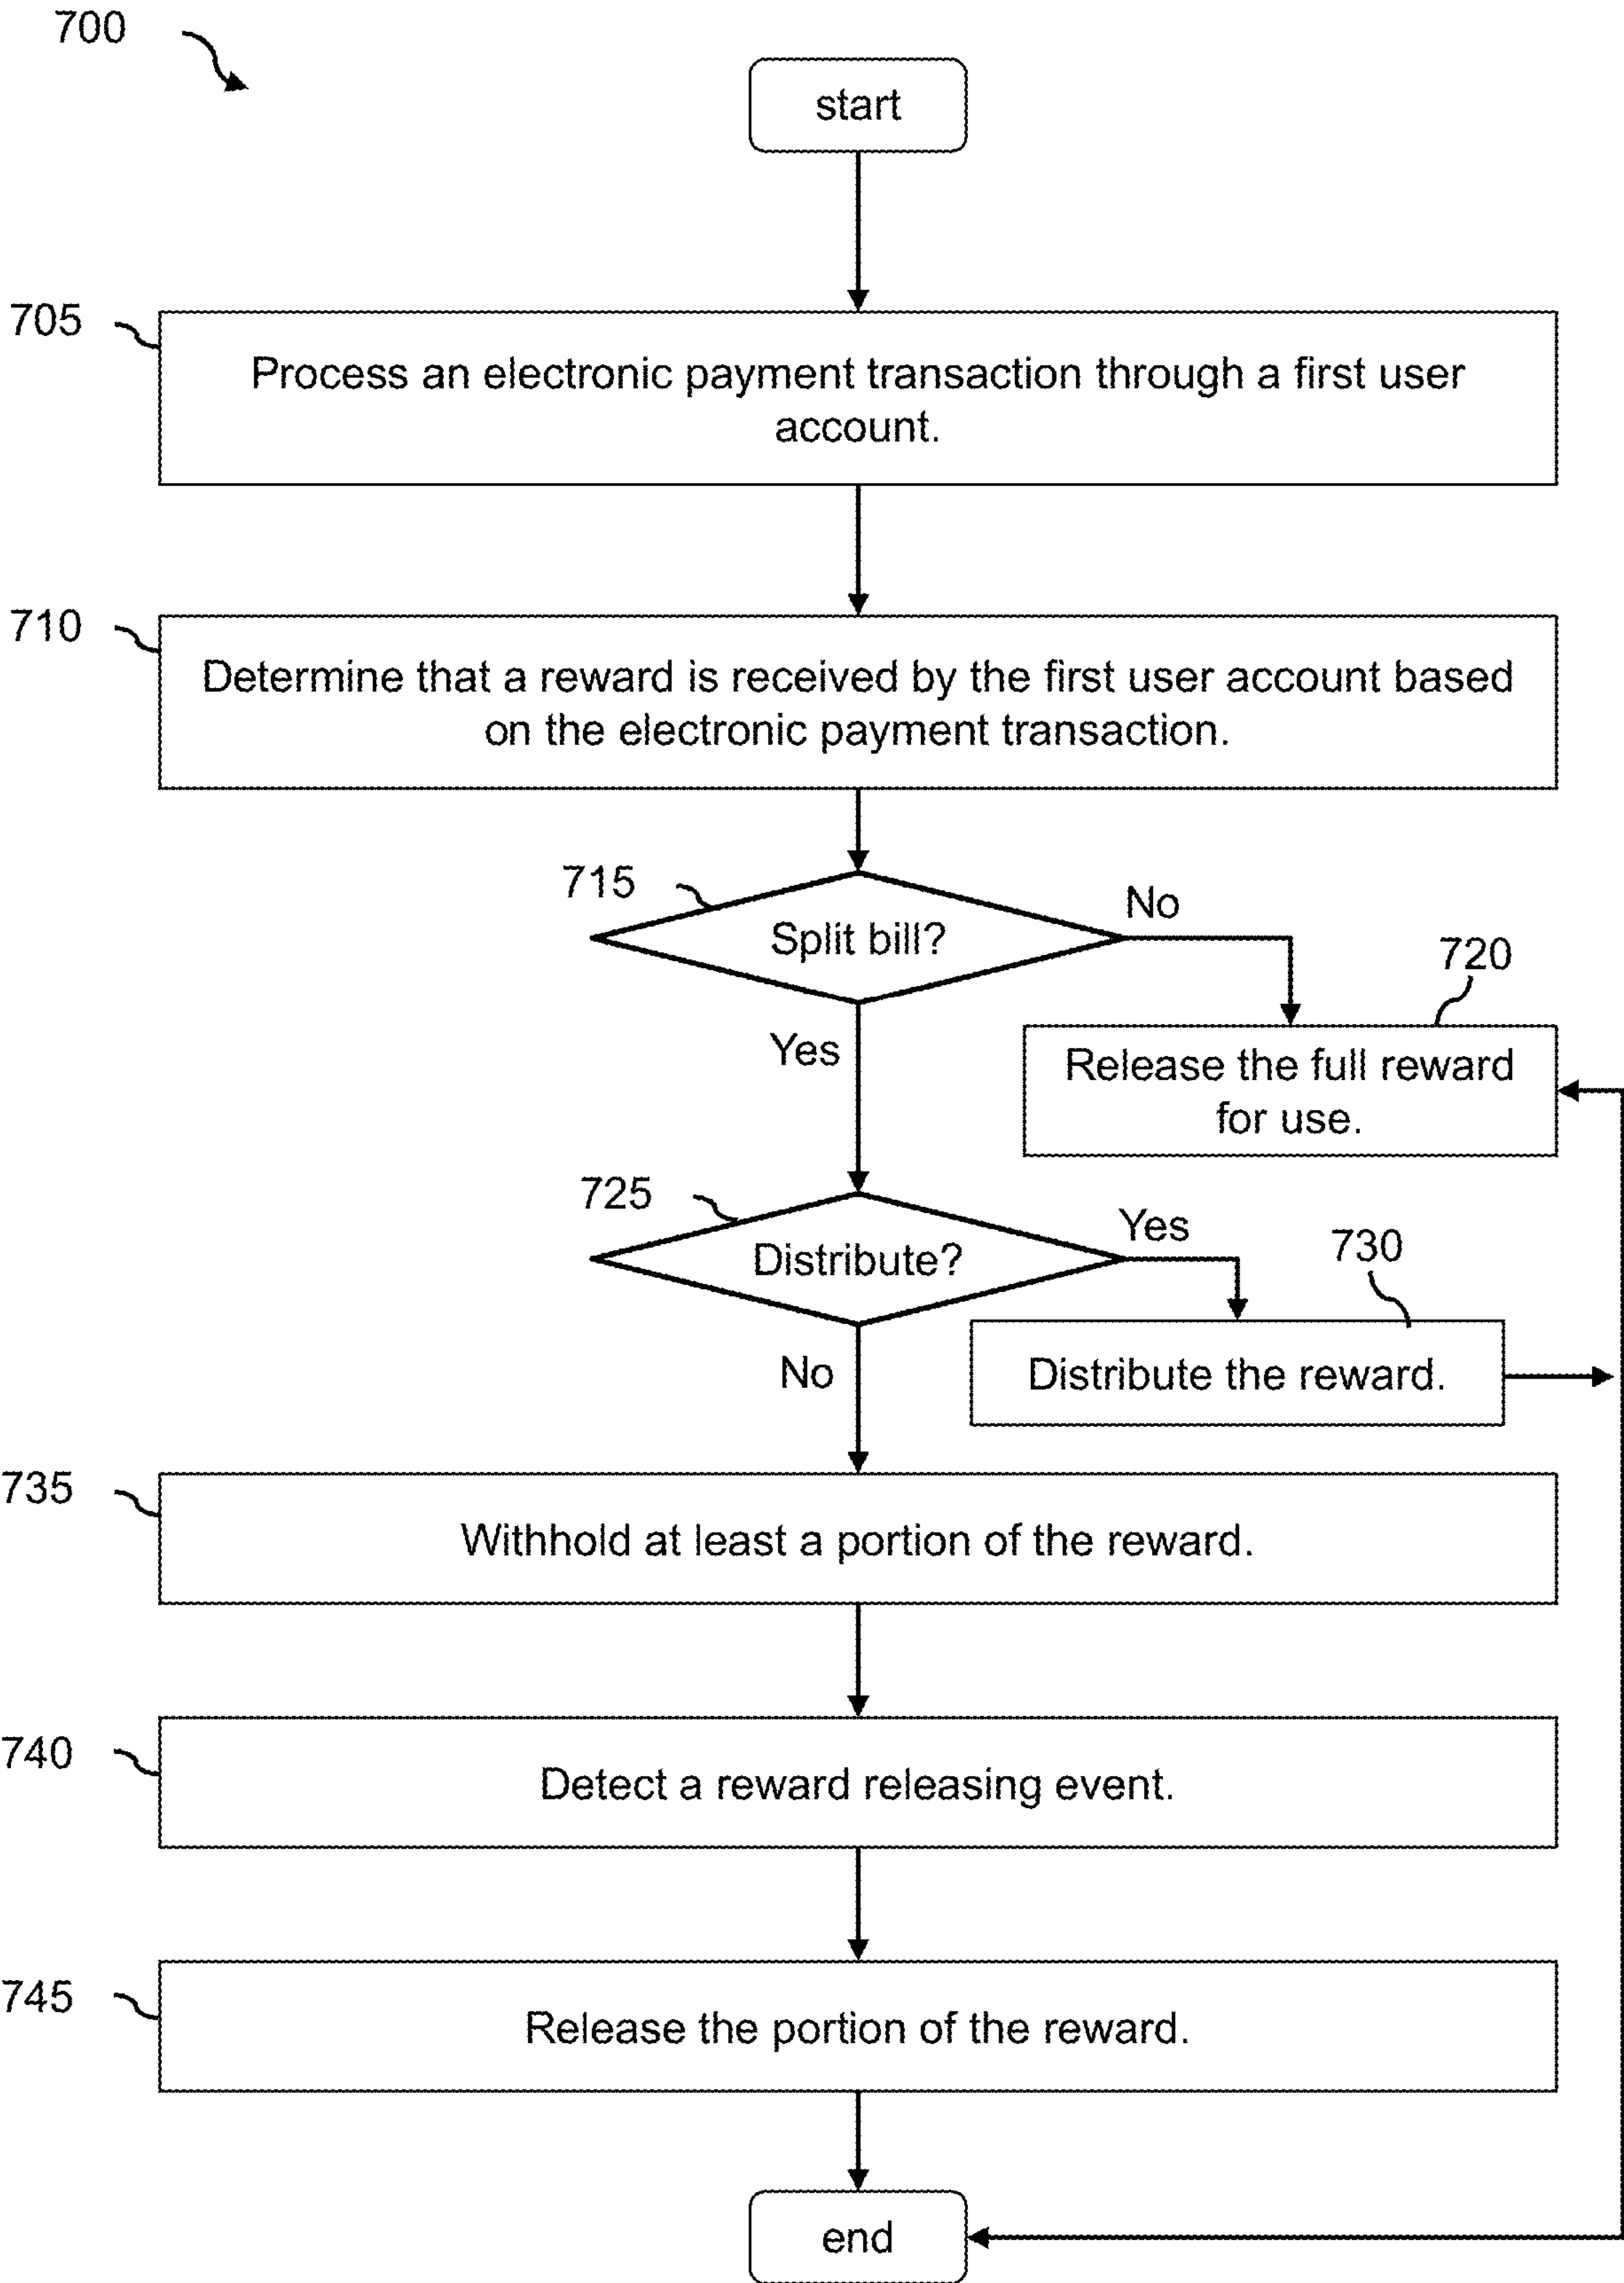 700
start
705
Process an electronic payment transaction through a first user
account.
710
Determine that a reward is received by the first user account based
on the electronic payment transaction.
715
Split bill?
No
720
Yes
Release the full reward
for use.
725
Distribute?
Yes
730
No
Distribute the reward.
735
Withhold at least a portion of the reward.
740
Detect a reward releasing event.
745
Release the portion of the reward.
end